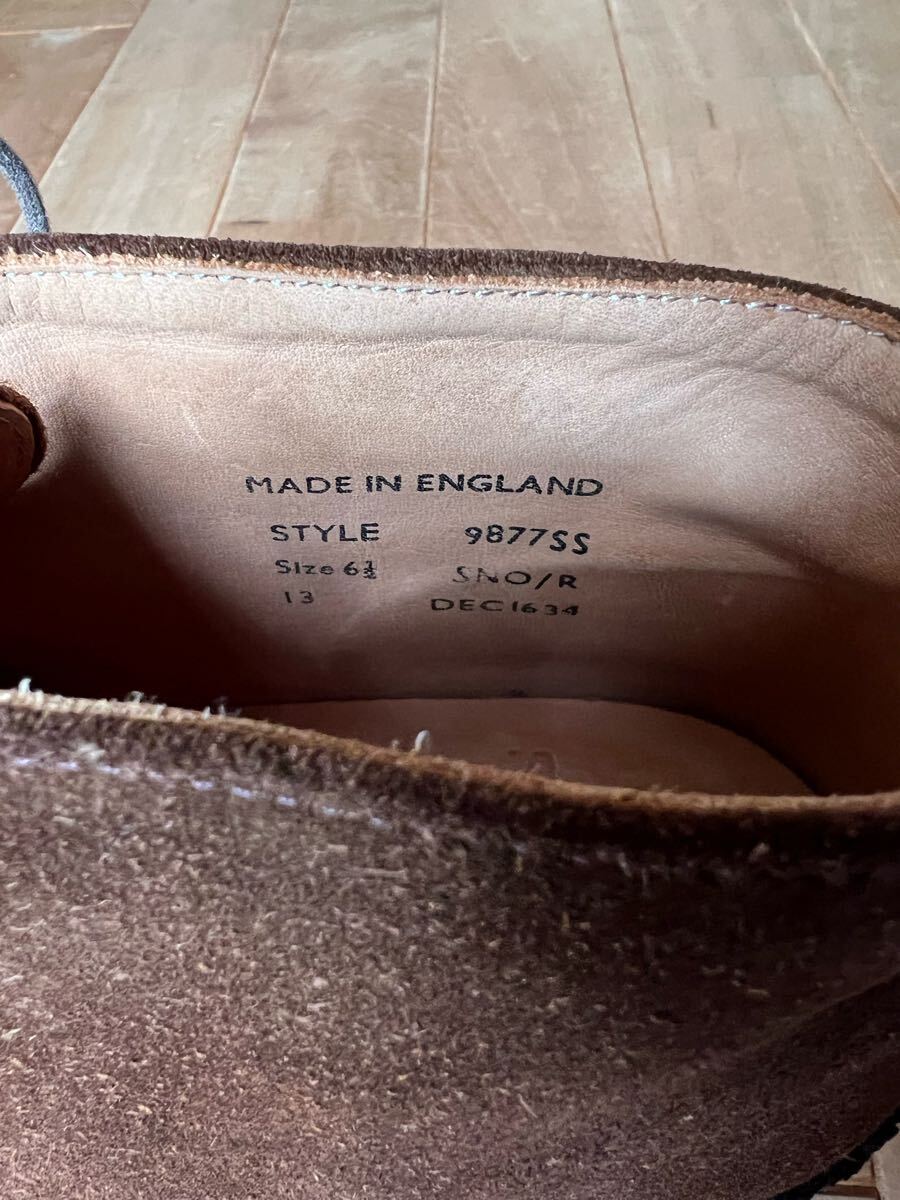 MADE IN ENGLAND
STYLE 9877SS
Size 6½ SNO/R
13 DEC1634